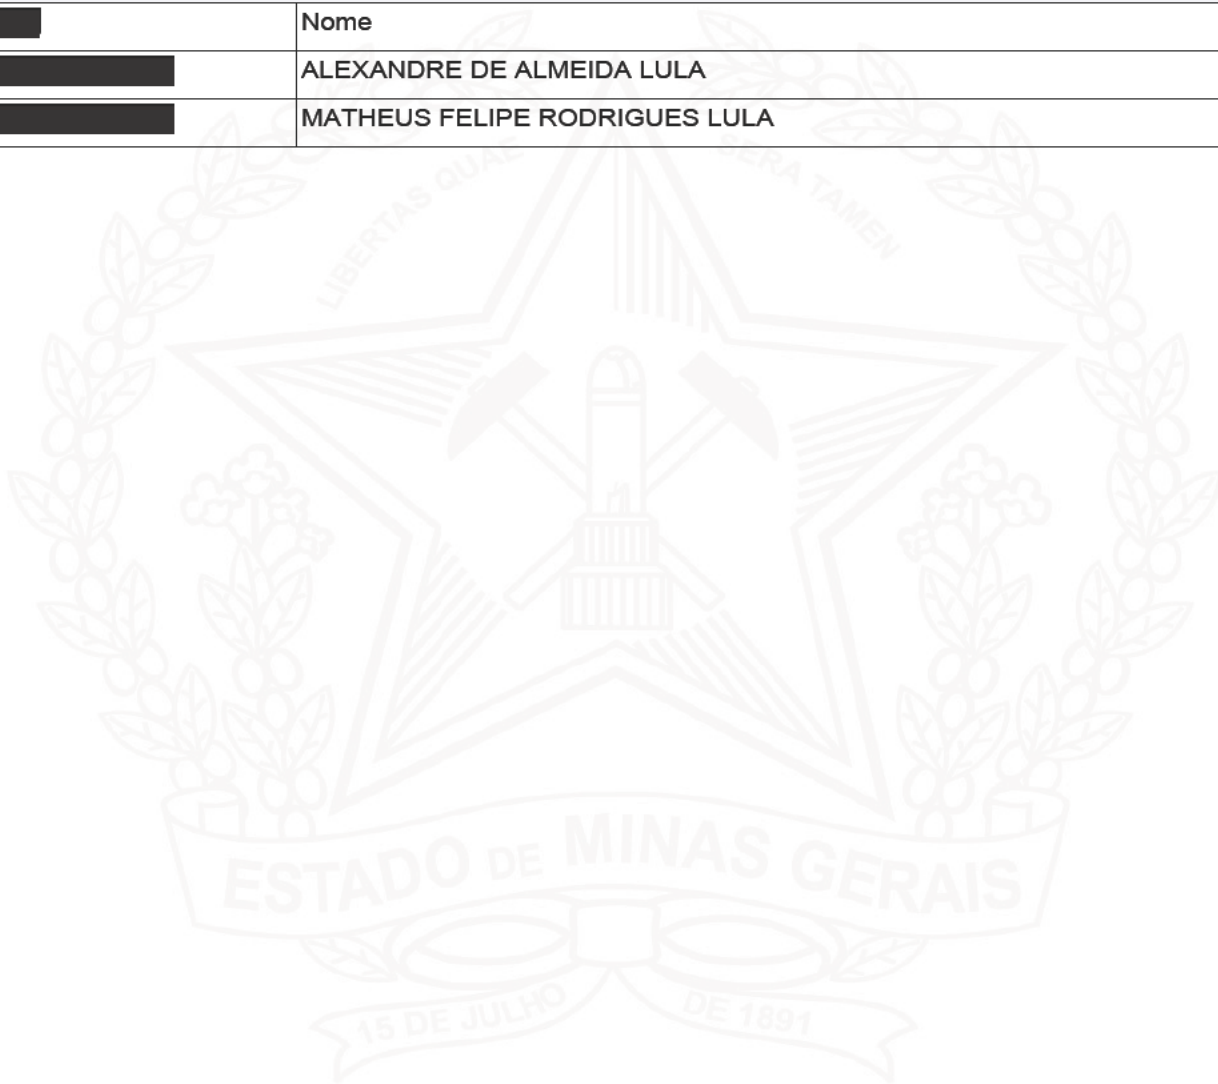 Nome
ALEXANDRE DE ALMEIDA LULA
MATHEUS FELIPE RODRIGUES LULA
LIBERTAS QUAE SERA TAMEN
ESTADO DE MINAS GERAIS
15 DE JULHO DE 1891